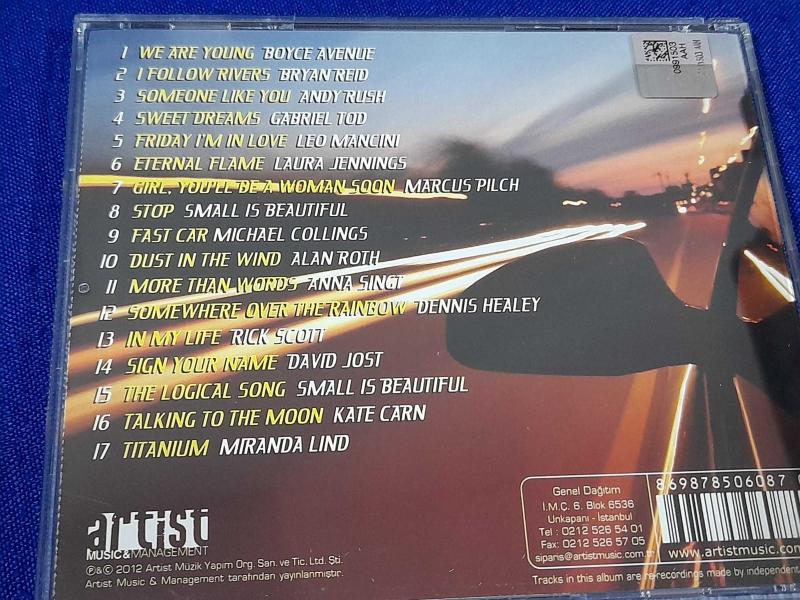 1 WE ARE YOUNG BOYCE AVENUE
2 I FOLLOW RIVERS BRYAN REID
3 SOMEONE LIKE YOU ANDY RUSH
4 SWEET DREAMS GABRIEL TOD
5 FRIDAY I'M IN LOVE LEO MANCINI
6 ETERNAL FLAME LAURA JENNINGS
7 GIRL, YOU'LL BE A WOMAN SOON MARCUS PILCH
8 STOP SMALL IS BEAUTIFUL
9 FAST CAR MICHAEL COLLINGS
10 DUST IN THE WIND ALAN ROTH
11 MORE THAN WORDS ANNA SINGT
12 SOMEWHERE OVER THE RAINBOW DENNIS HEALEY
13 IN MY LIFE RICK SCOTT
14 SIGN YOUR NAME DAVID JOST
15 THE LOGICAL SONG SMALL IS BEAUTIFUL
16 TALKING TO THE MOON KATE CARN
17 TITANIUM MIRANDA LIND
0991503
AAH
artist
MUSIC&MANAGEMENT
℗&© 2012 Artist Müzik Yapım Org. San. ve Tic. Ltd. Şti.
Artist Music & Management tarafından yayınlanmıştır.
Genel Dağıtım
I.M.Ç. 6. Blok 6536
Unkapanı - İstanbul
Tel : 0212 526 54 01
Fax: 0212 526 57 05
siparis@artistmusic.com.tr
869878506087
www.artistmusic.com
Tracks in this album are re-recordings made by independent